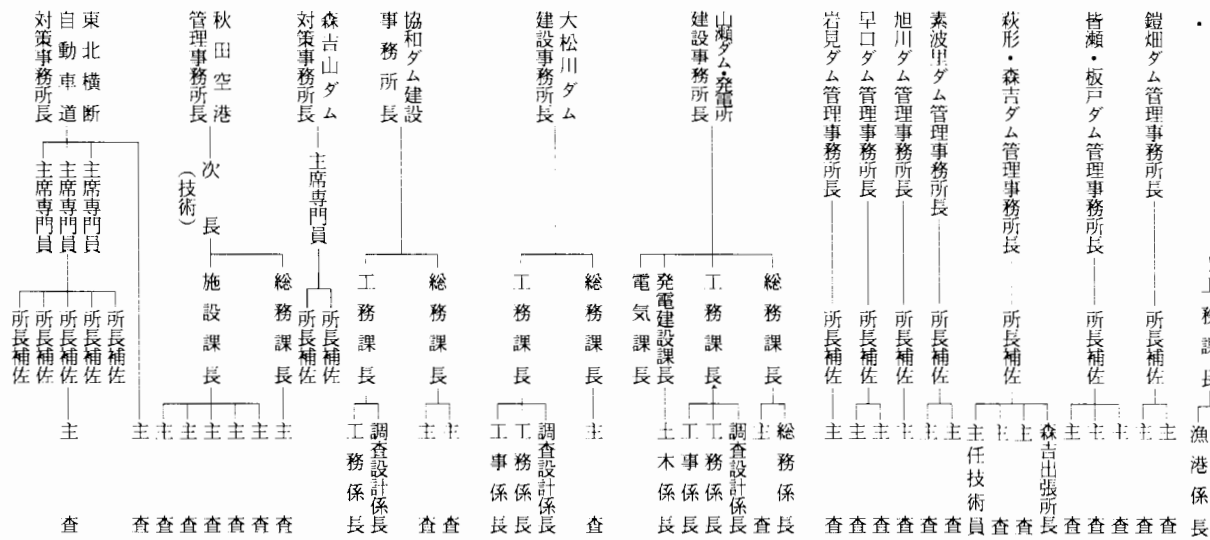 工務課長
漁港係長
鎧畑ダム管理事務所長
所長補佐
主査
主査
皆瀬・板戸ダム管理事務所長
所長補佐
主査
主査
主査
萩形・森吉ダム管理事務所長
所長補佐
森吉出張所長
主査
主査
主任技術員
素波里ダム管理事務所長
所長補佐
主査
主査
旭川ダム管理事務所長
所長補佐
主査
早口ダム管理事務所長
所長補佐
主査
主査
岩見ダム管理事務所長
所長補佐
主査
山瀬ダム・発電所
建設事務所長
総務課長
総務係長
主査
工務課長
調査設計係長
工務係長
工事係長
発電建設課長
土木係長
電気課長
大松川ダム
建設事務所長
総務課長
主査
工務課長
調査設計係長
工務係長
工事係長
協和ダム建設
事務所長
総務課長
主査
主査
工務課長
調査設計係長
工務係長
森吉山ダム
対策事務所長
主席専門員
所長補佐
所長補佐
秋田空港
管理事務所長
次長
(技術)
総務課長
主査
施設課長
主査
主査
主査
主査
主査
東北横断
自動車道
対策事務所長
主査
主席専門員
主席専門員
主席専門員
所長補佐
所長補佐
所長補佐
所長補佐
所長補佐
主査